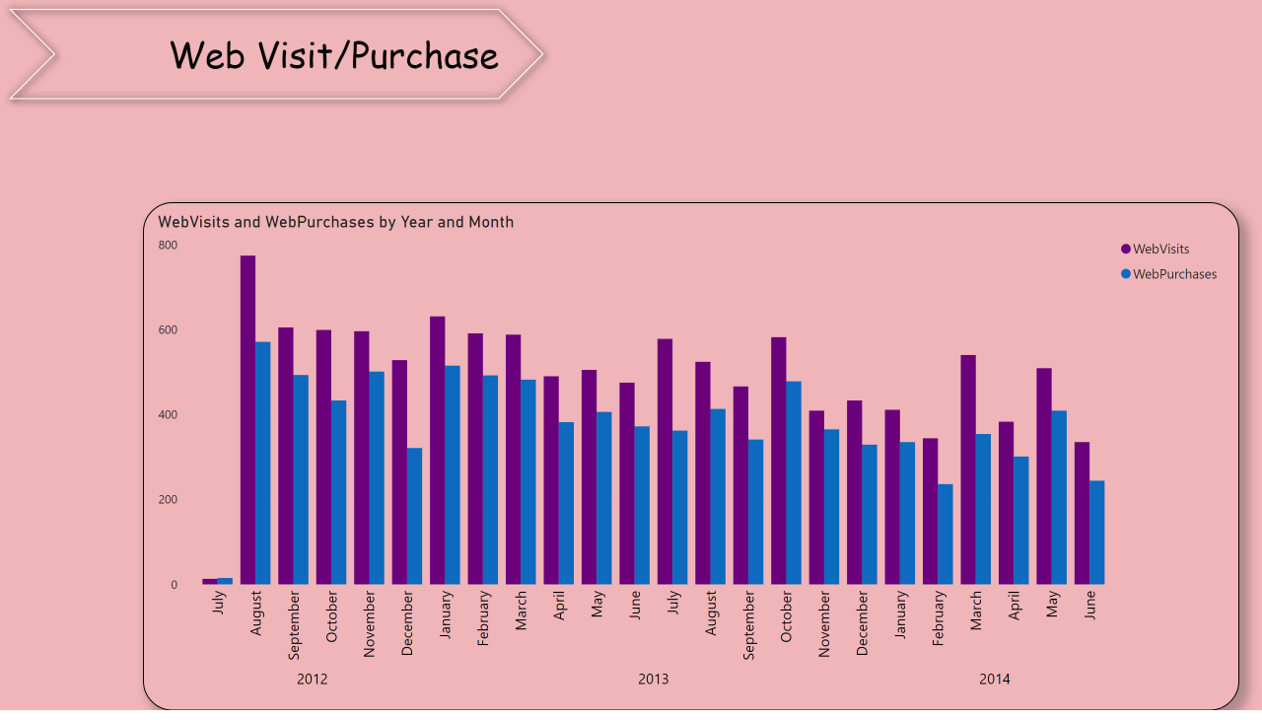 Web Visit/Purchase
WebVisits and WebPurchases by Year and Month
800
600
400
200
0
WebVisits
WebPurchases
July
August
September
October
November
December
January
February
March
April
May
June
July
August
September
October
November
December
January
February
March
April
May
June
2012
2013
2014